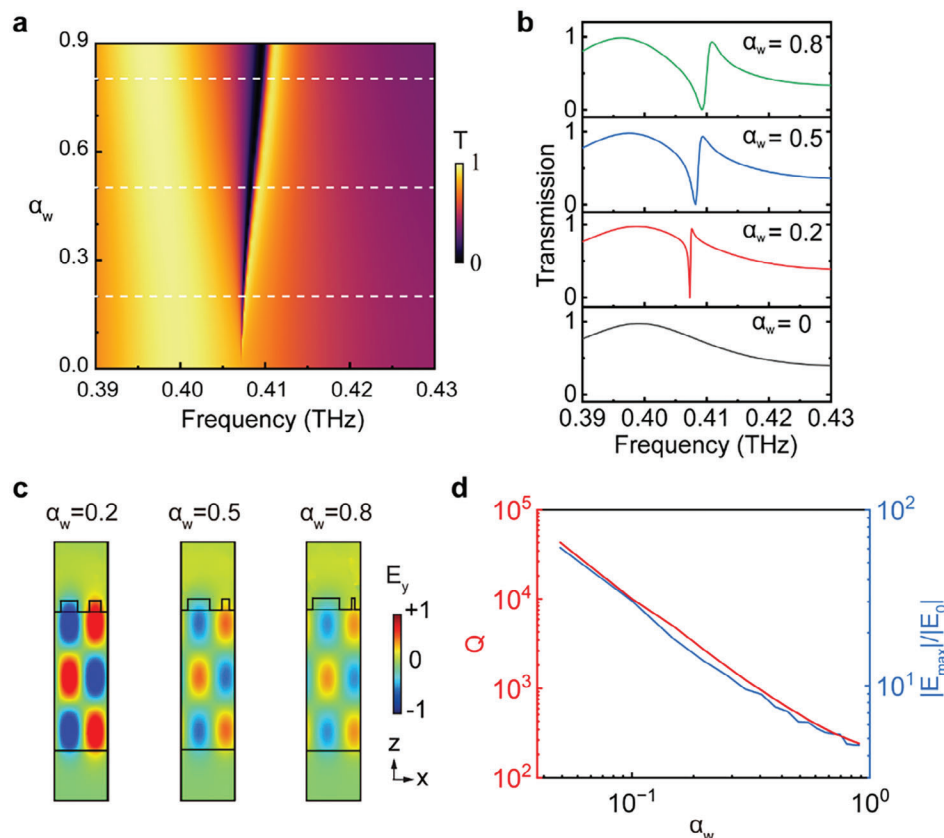 a
0.9
0.6
α_w
0.3
0.0
0.39
0.40
0.41
0.42
0.43
Frequency (THz)
T
1
0
b
Transmission
1
0
α_w = 0.8
1
0
α_w = 0.5
1
0
α_w = 0.2
1
0
α_w = 0
0.39
0.40
0.41
0.42
0.43
Frequency (THz)
c
α_w=0.2
α_w=0.5
α_w=0.8
E_y
+1
0
-1
z
x
d
Q
10^5
10^4
10^3
10^2
10^-1
10^0
α_w
10^2
10^1
|E_max|/|E_0|